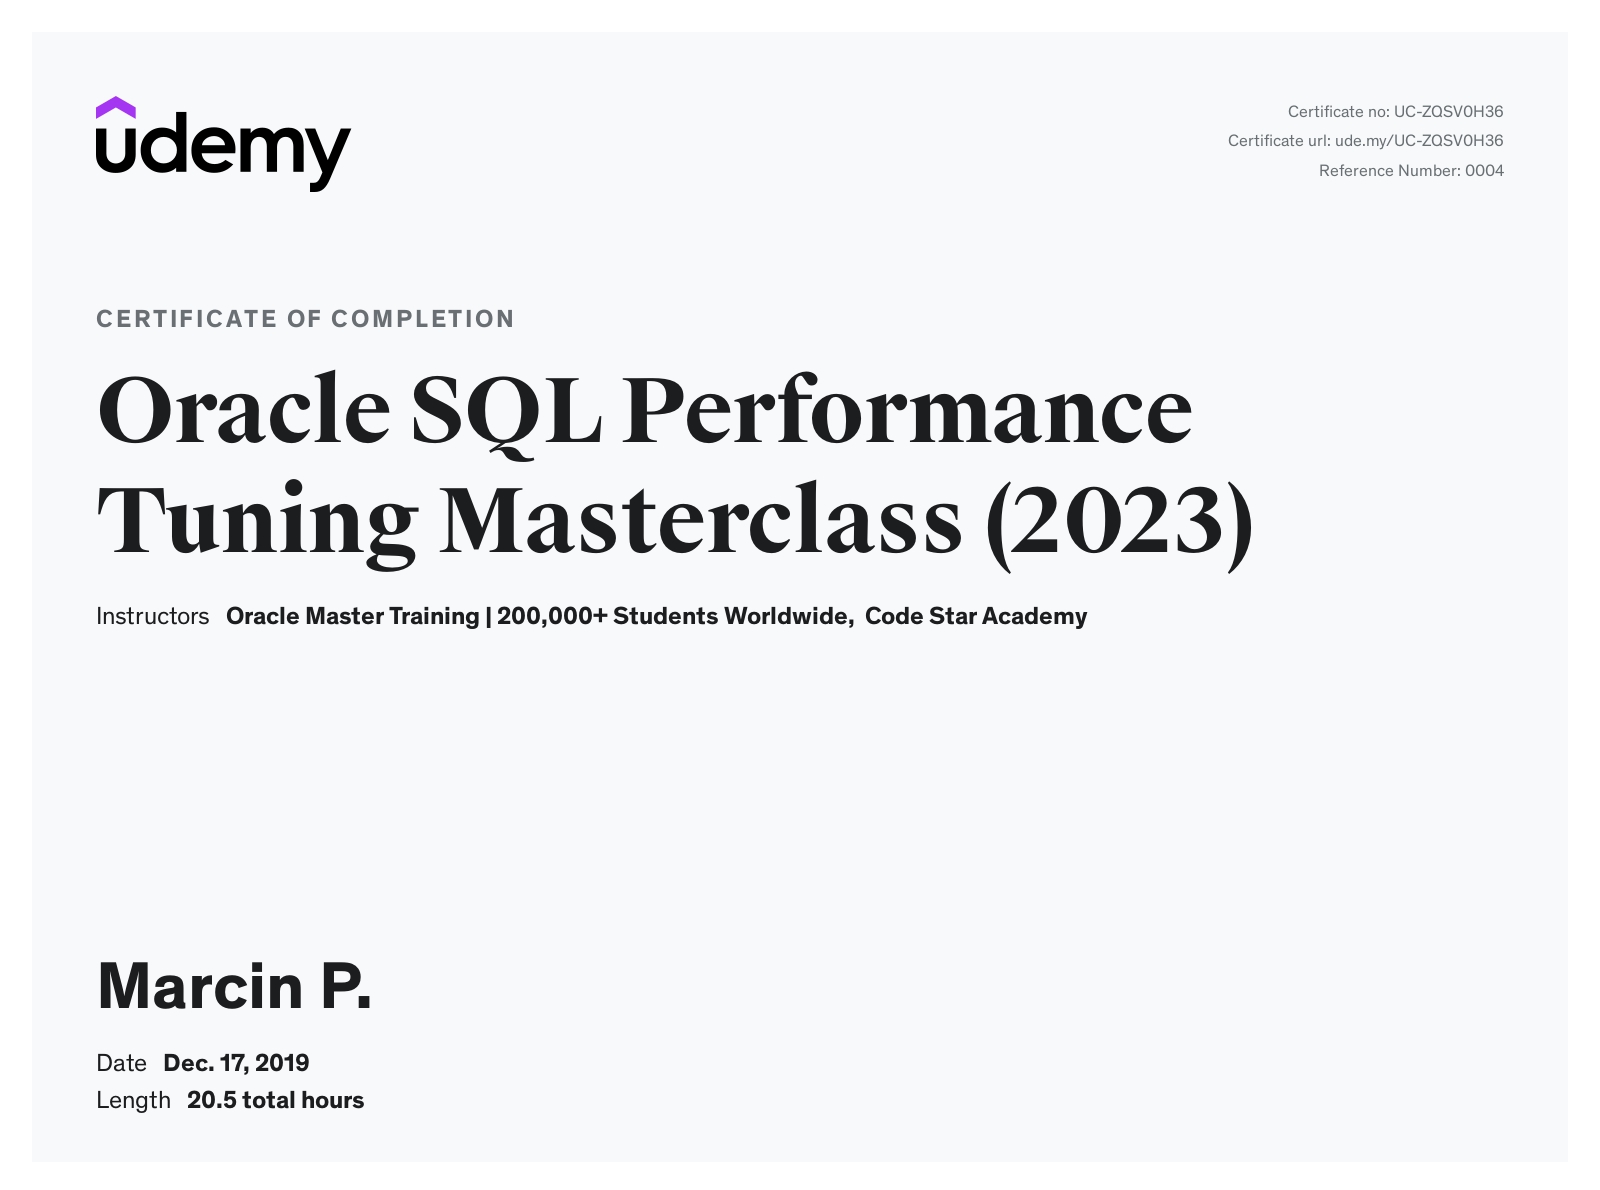 udemy
Certificate no: UC-ZQSV0H36
Certificate url: ude.my/UC-ZQSV0H36
Reference Number: 0004
CERTIFICATE OF COMPLETION
Oracle SQL Performance
Tuning Masterclass (2023)
Instructors Oracle Master Training | 200,000+ Students Worldwide, Code Star Academy
Marcin P.
Date Dec. 17, 2019
Length 20.5 total hours